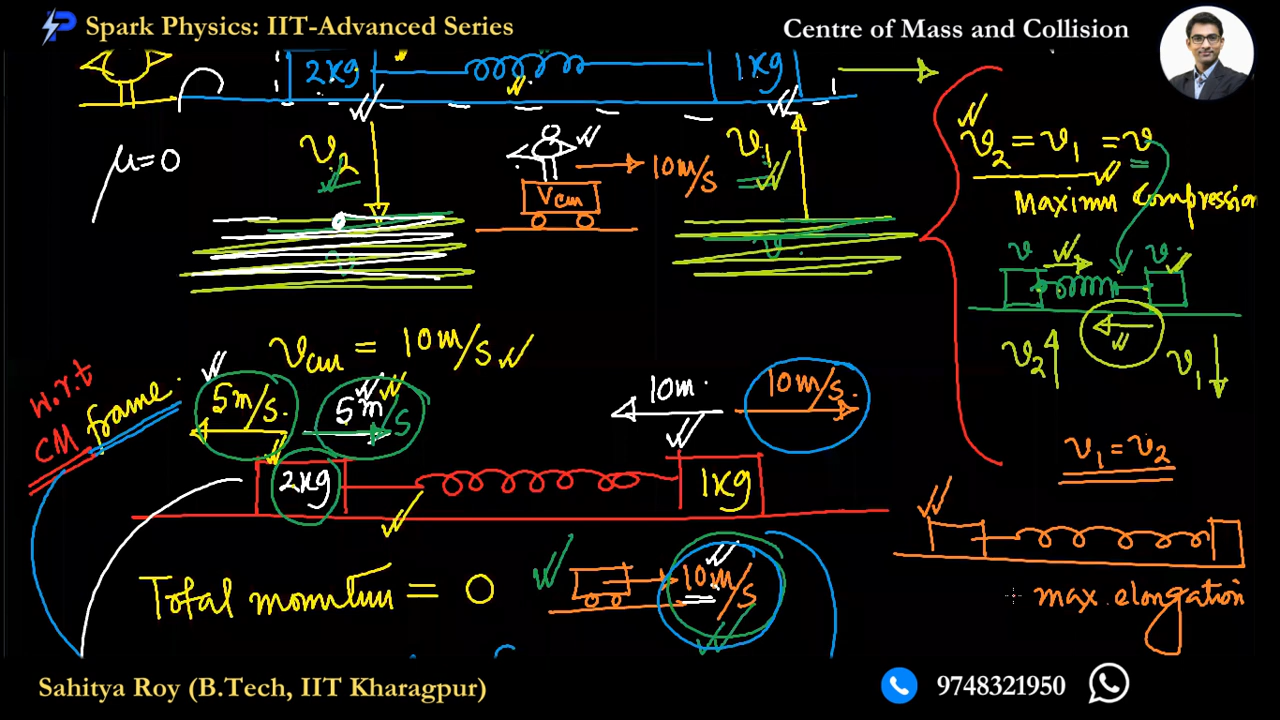 Spark Physics: IIT-Advanced Series
Centre of Mass and Collision
2kg
1kg
μ=0
v₂
10m/s
Vcm
v₁
v₂ = v₁ = v
Maximum Compression
v
v
v₂
v₁
vcm = 10m/s
w.r.t
CM frame
5m/s.
5m/s
10m.
10m/s.
2kg
1kg
v₁ = v₂
Total momentum = 0
10m/s
max. elongation
Sahitya Roy (B.Tech, IIT Kharagpur)
9748321950